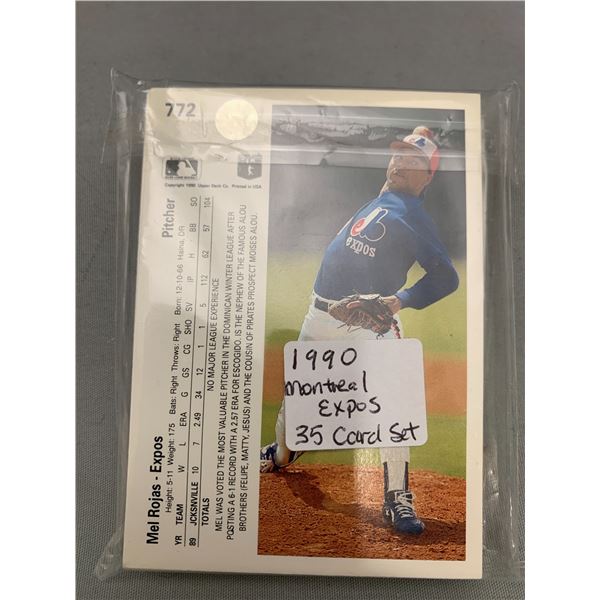 772
Copyright 1990 Upper Deck Co. Printed in USA
Mel Rojas - Expos
Pitcher
Height: 5-11 Weight: 175 Bats: Right Throws: Right Born: 12-10-66 Haina, DR
YR TEAM W L ERA G GS CG SHO SV IP H BB SO
89 JCKSNVILLE 10 7 2.49 34 12 1 1 5 112 62 57 104
TOTALS NO MAJOR LEAGUE EXPERIENCE
MEL WAS VOTED THE MOST VALUABLE PITCHER IN THE DOMINICAN WINTER LEAGUE AFTER
POSTING A 6-1 RECORD WITH A 2.57 ERA FOR ESCOGIDO. IS THE NEPHEW OF THE FAMOUS ALOU
BROTHERS (FELIPE, MATTY, JESUS) AND THE COUSIN OF PIRATES PROSPECT MOISES ALOU.
expos
1990
montreal
Expos
35 Card Set